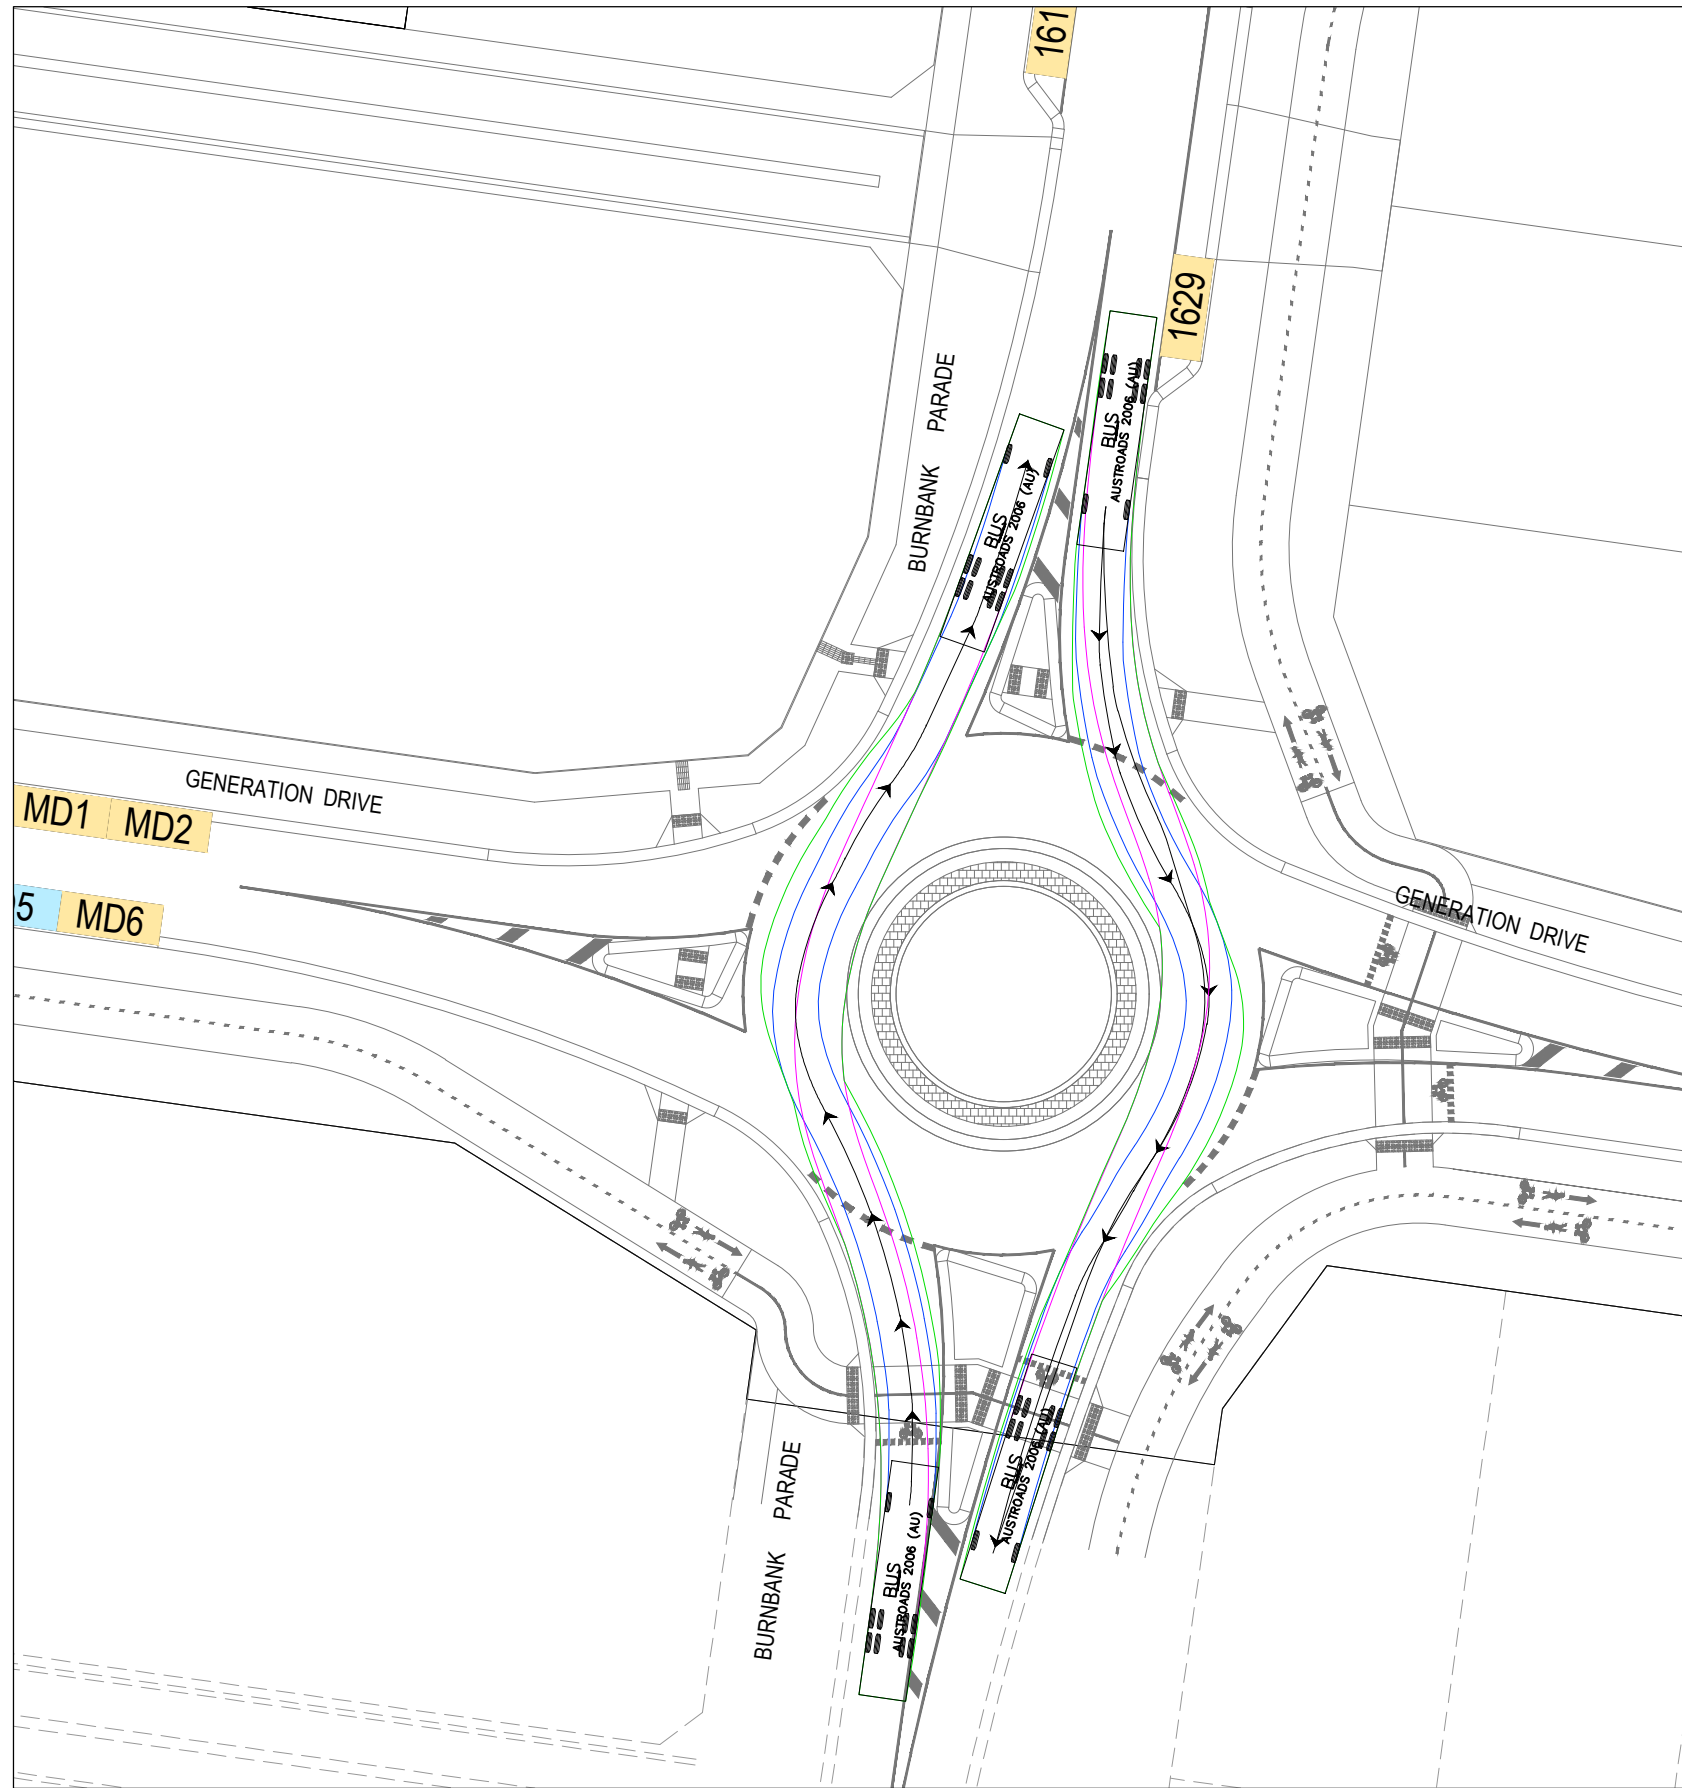 161
1629
BURNBANK PARADE
BUS
AUSTROADS 2006 (AU)
BUS
AUSTROADS 2006 (AU)
GENERATION DRIVE
MD1 MD2
5 MD6
GENERATION DRIVE
BURNBANK PARADE
BUS
AUSTROADS 2006 (AU)
BUS
AUSTROADS 2006 (AU)